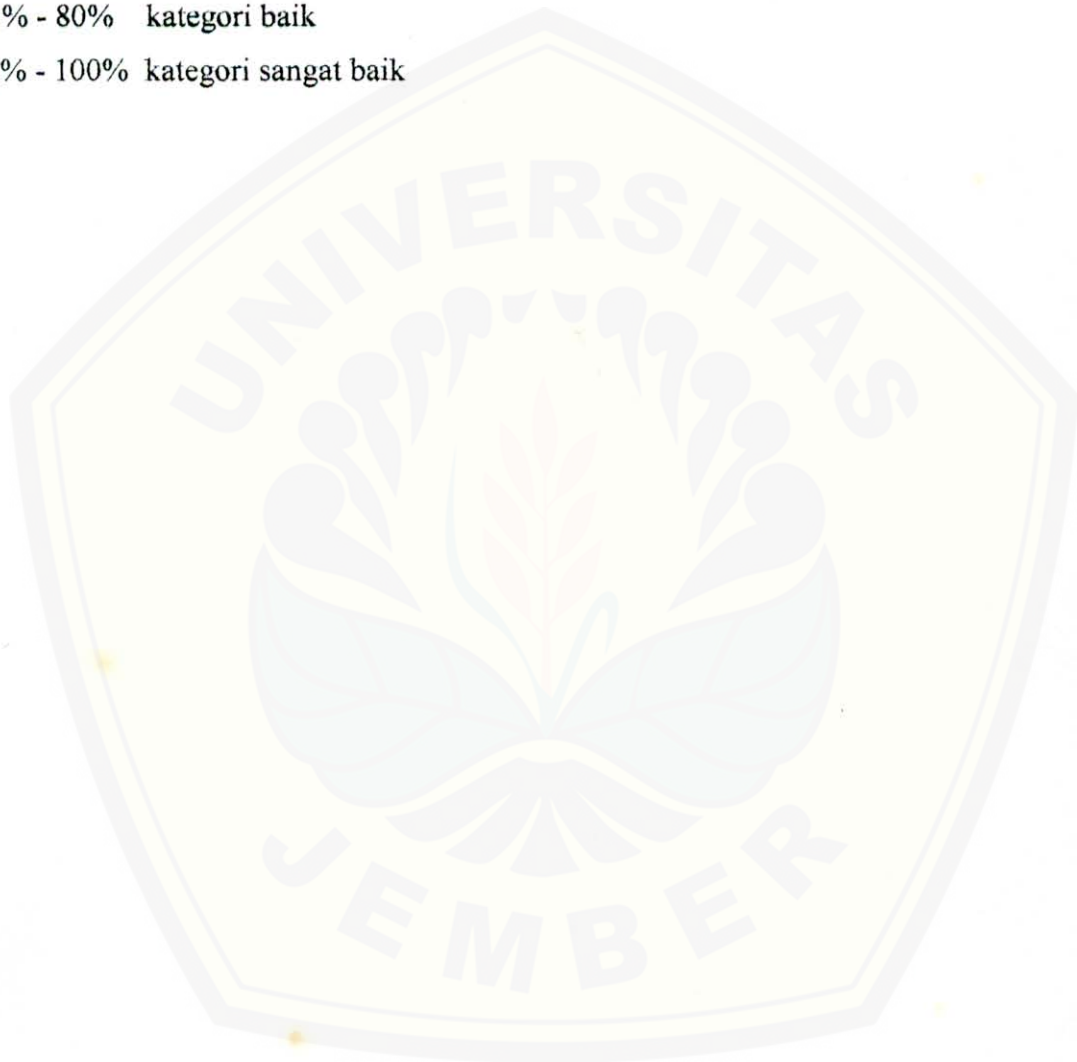 % - 80% kategori baik
% - 100% kategori sangat baik
UNIVERSITAS
JEMBER